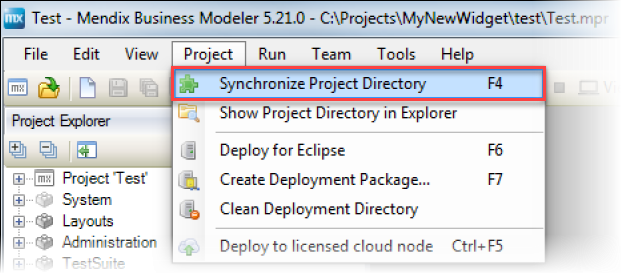 mx Test - Mendix Business Modeler 5.21.0 - C:\Projects\MyNewWidget\test\Test.mpr
File Edit View Project Run Team Tools Help
mx
Synchronize Project Directory F4
Show Project Directory in Explorer
Deploy for Eclipse F6
Create Deployment Package... F7
Clean Deployment Directory
Deploy to licensed cloud node Ctrl+F5
Project Explorer
mx Project 'Test'
System
Layouts
Administration
TestSuite